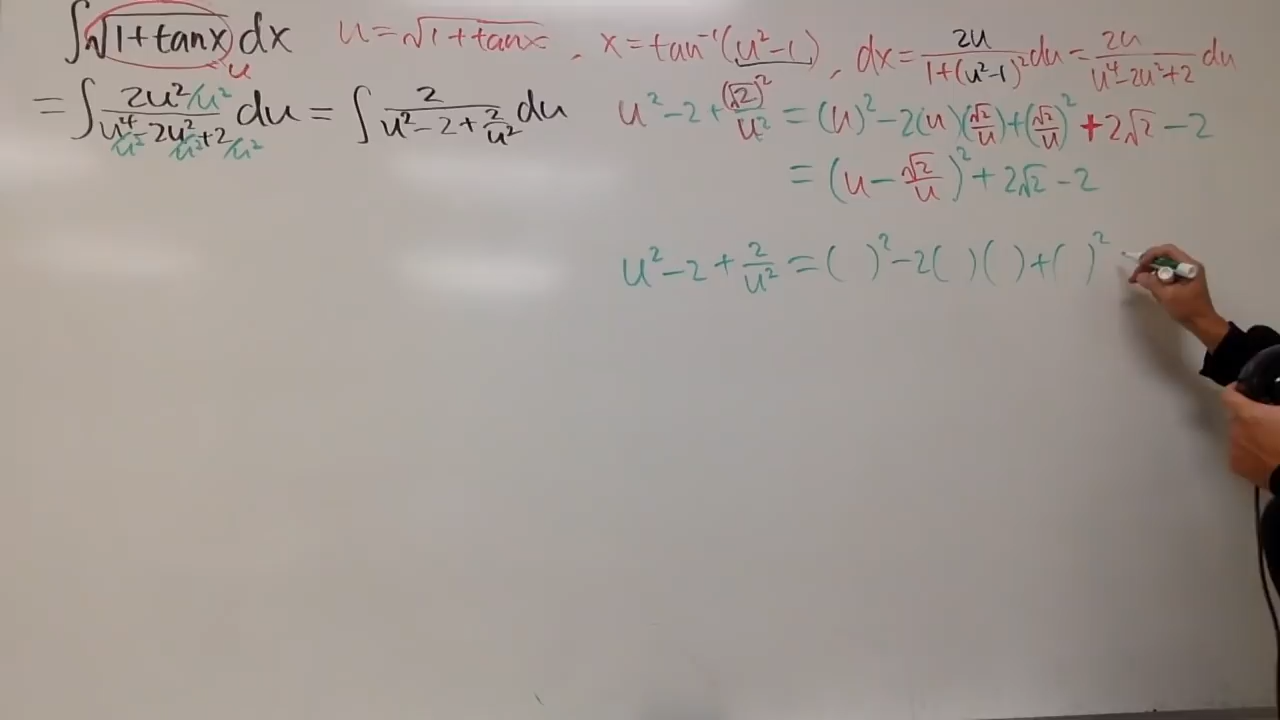 ∫√(1+tanx) dx   u = √(1+tanx) , x = tan⁻¹(u²-1) , dx = 2u/(1+(u²-1)²) du = 2u/(u⁴-2u²+2) du
u
= ∫ (2u² /u²)/(u⁴-2u²+2 /u² /u² /u²) du = ∫ 2/(u²-2+2/u²) du   u²-2+(√2)²/u² = (u)²-2(u)(√2/u)+(√2/u)²+2√2-2
= (u-√2/u)²+2√2-2
u²-2+2/u² = ( )²-2( )( )+( )²